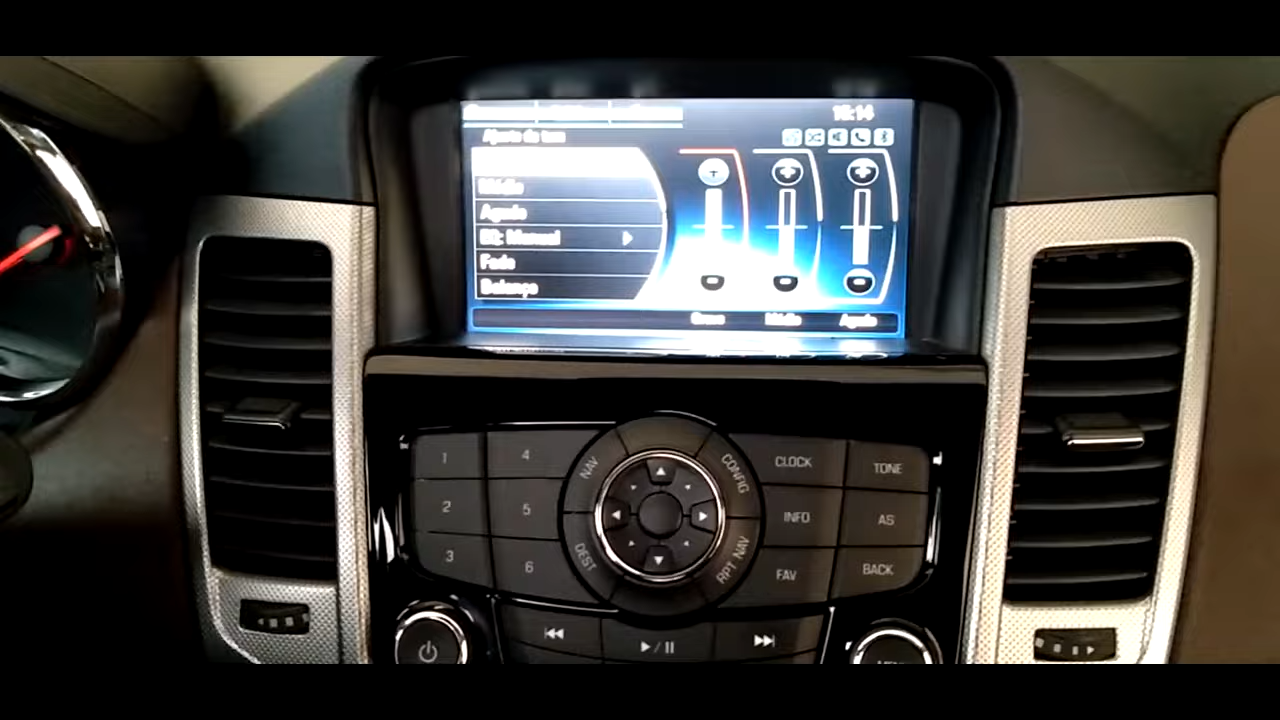 15:14
Ajuste de tom
Médio
Agudo
EQ: Manual
Fade
Balanço
Grave Médio Agudo
1 4 NAV CONFIG CLOCK TONE
2 5 INFO AS
3 6 DEST RPT NAV FAV BACK